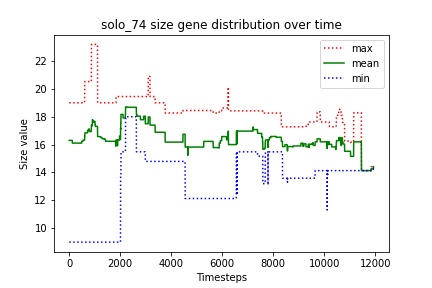 solo_74 size gene distribution over time
max
mean
min
Size value
22
20
18
16
14
12
10
0 2000 4000 6000 8000 10000 12000
Timesteps